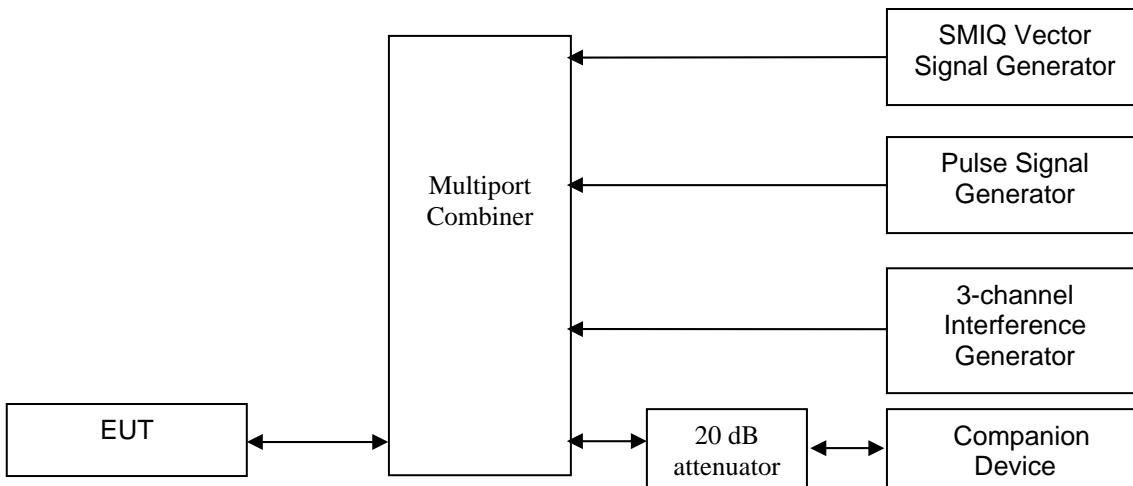 SMIQ Vector
Signal Generator
Pulse Signal
Generator
Multiport
Combiner
3-channel
Interference
Generator
EUT
20 dB
attenuator
Companion
Device